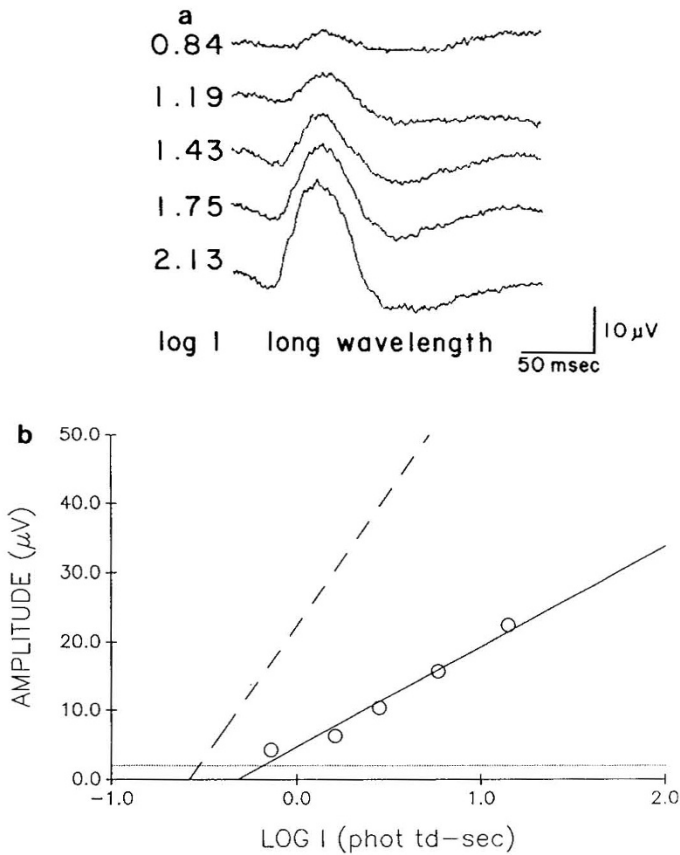 a
0.84
1.19
1.43
1.75
2.13
log I long wavelength
10 μV
50 msec
b
50.0
40.0
30.0
20.0
10.0
0.0
AMPLITUDE (μV)
-1.0 0.0 1.0 2.0
LOG I (phot td-sec)